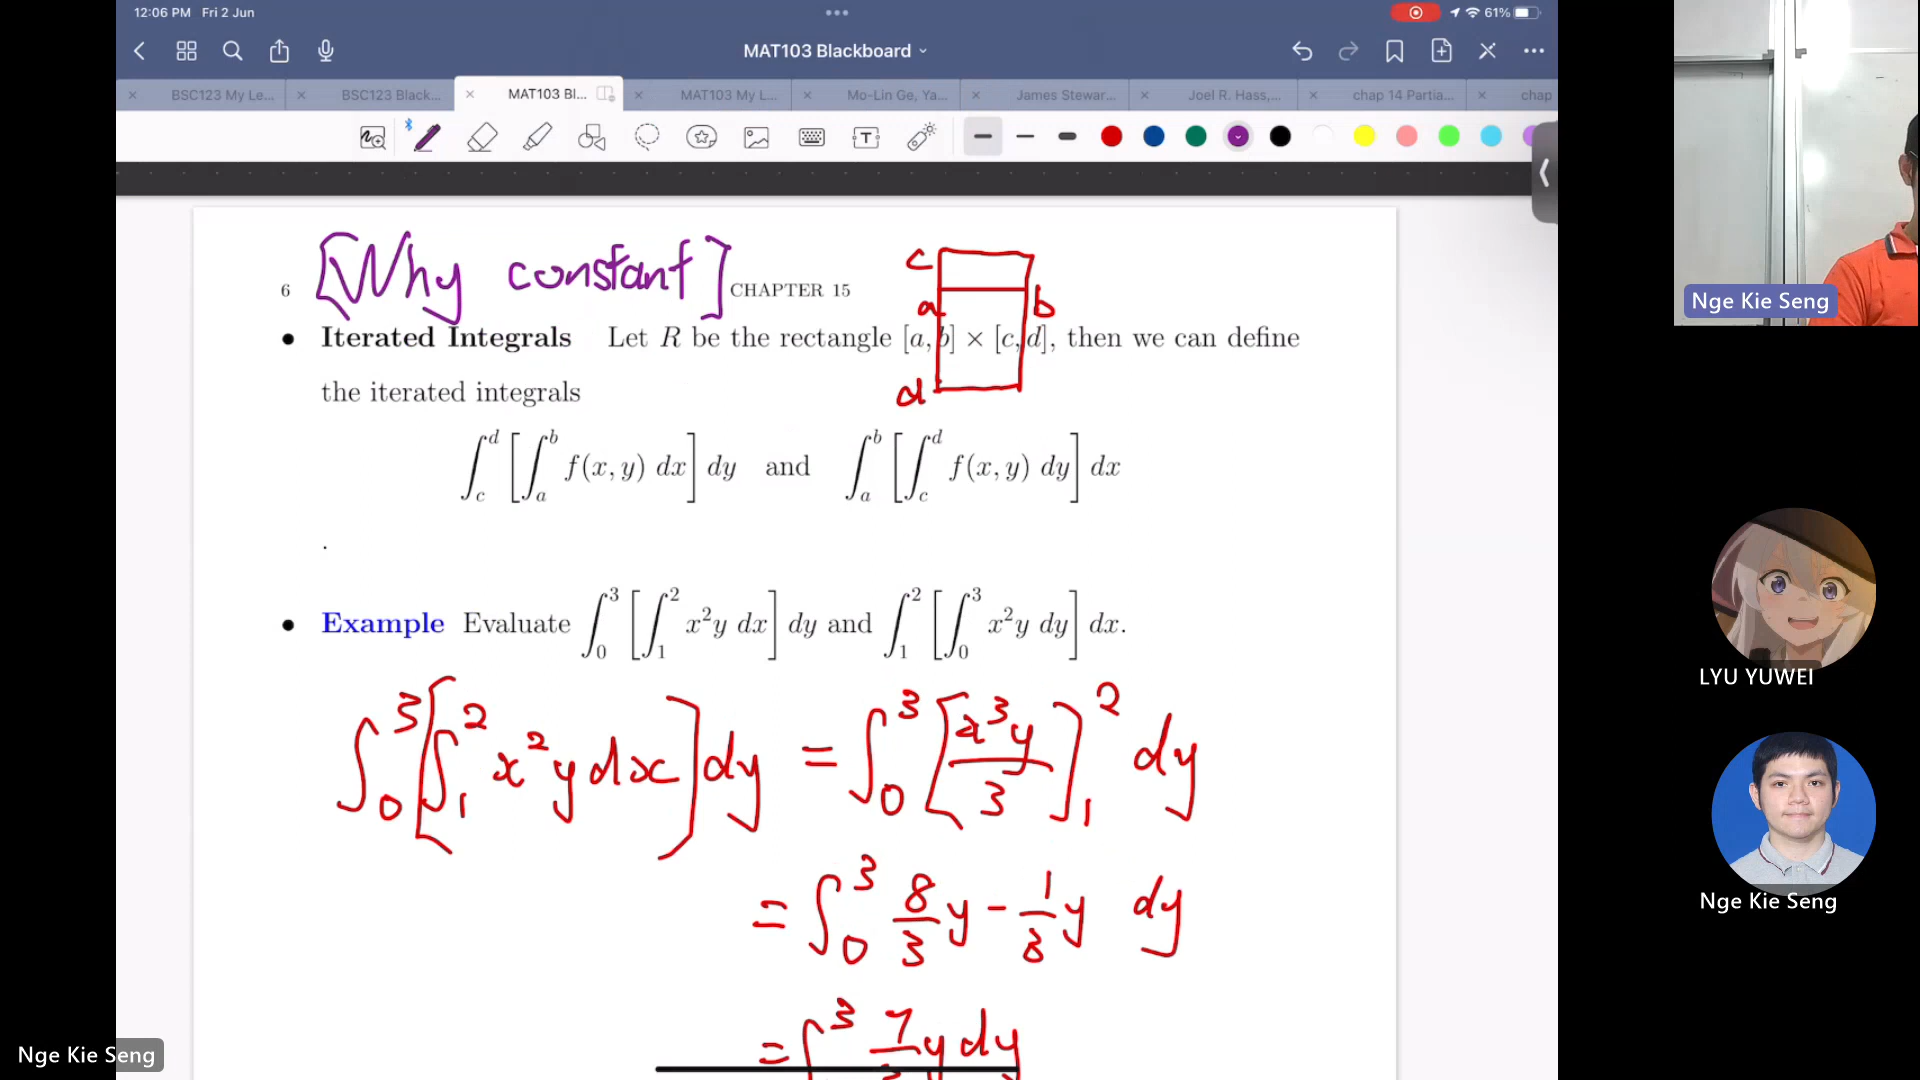 12:06 PM Fri 2 Jun
61%
MAT103 Blackboard
BSC123 My Le...
BSC123 Black...
MAT103 Bl...
MAT103 My L...
Mo-Lin Ge, Ya...
James Stewar...
Joel R. Hass,...
chap 14 Partia...
chap
[Why constant]
6 CHAPTER 15
c
a b
d
• Iterated Integrals Let R be the rectangle [a, b] × [c, d], then we can define
the iterated integrals
∫_c^d [∫_a^b f(x, y) dx] dy and ∫_a^b [∫_c^d f(x, y) dy] dx
.
• Example Evaluate ∫_0^3 [∫_1^2 x²y dx] dy and ∫_1^2 [∫_0^3 x²y dy] dx.
∫_0^3 [∫_1^2 x²y dx] dy = ∫_0^3 [x³y/3]_1^2 dy
= ∫_0^3 8/3 y - 1/3 y dy
= ∫^3 7/3 y dy
Nge Kie Seng
LYU YUWEI
Nge Kie Seng
Nge Kie Seng